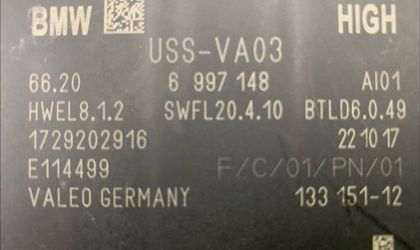 BMW HIGH
USS-VA03
66.20 6 997 148 AI01
HWEL8.1.2 SWFL20.4.10 BTLD6.0.49
1729202916 22 10 17
E114499 F/C/01/PN/01
VALEO GERMANY 133 151-12